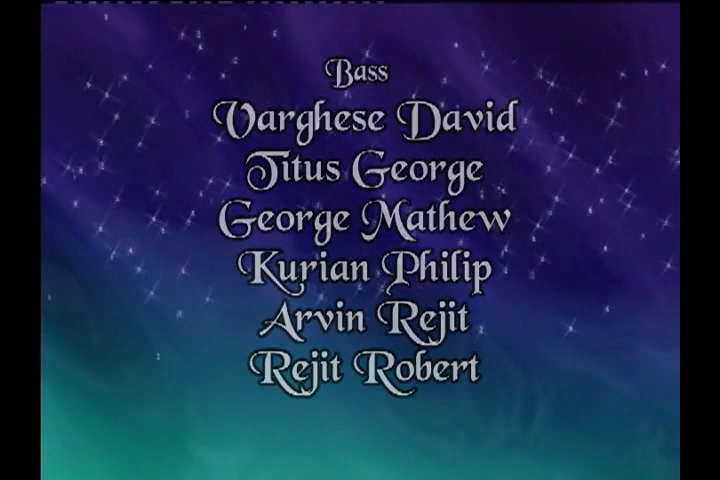 Bass
Varghese David
Titus George
George Mathew
Kurian Philip
Arvin Rejit
Rejit Robert